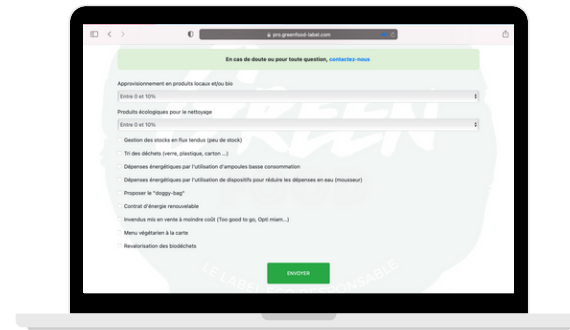 pro.greenfood-label.com
En cas de doute ou pour toute question, contactez-nous
Approvisionnement en produits locaux et/ou bio
Entre 0 et 10%
Produits écologiques pour le nettoyage
Entre 0 et 10%
Gestion des stocks en flux tendus (peu de stock)
Tri des déchets (verre, plastique, carton ...)
Dépenses énergétiques par l'utilisation d'ampoules basse consommation
Dépenses énergétiques par l'utilisation de dispositifs pour réduire les dépenses en eau (mousseur)
Proposer le "doggy-bag"
Contrat d'énergie renouvelable
Invendus mis en vente à moindre coût (Too good to go, Opti miam...)
Menu végétarien à la carte
Revalorisation des biodéchets
ENVOYER
GREEN
FOOD
LE LABEL